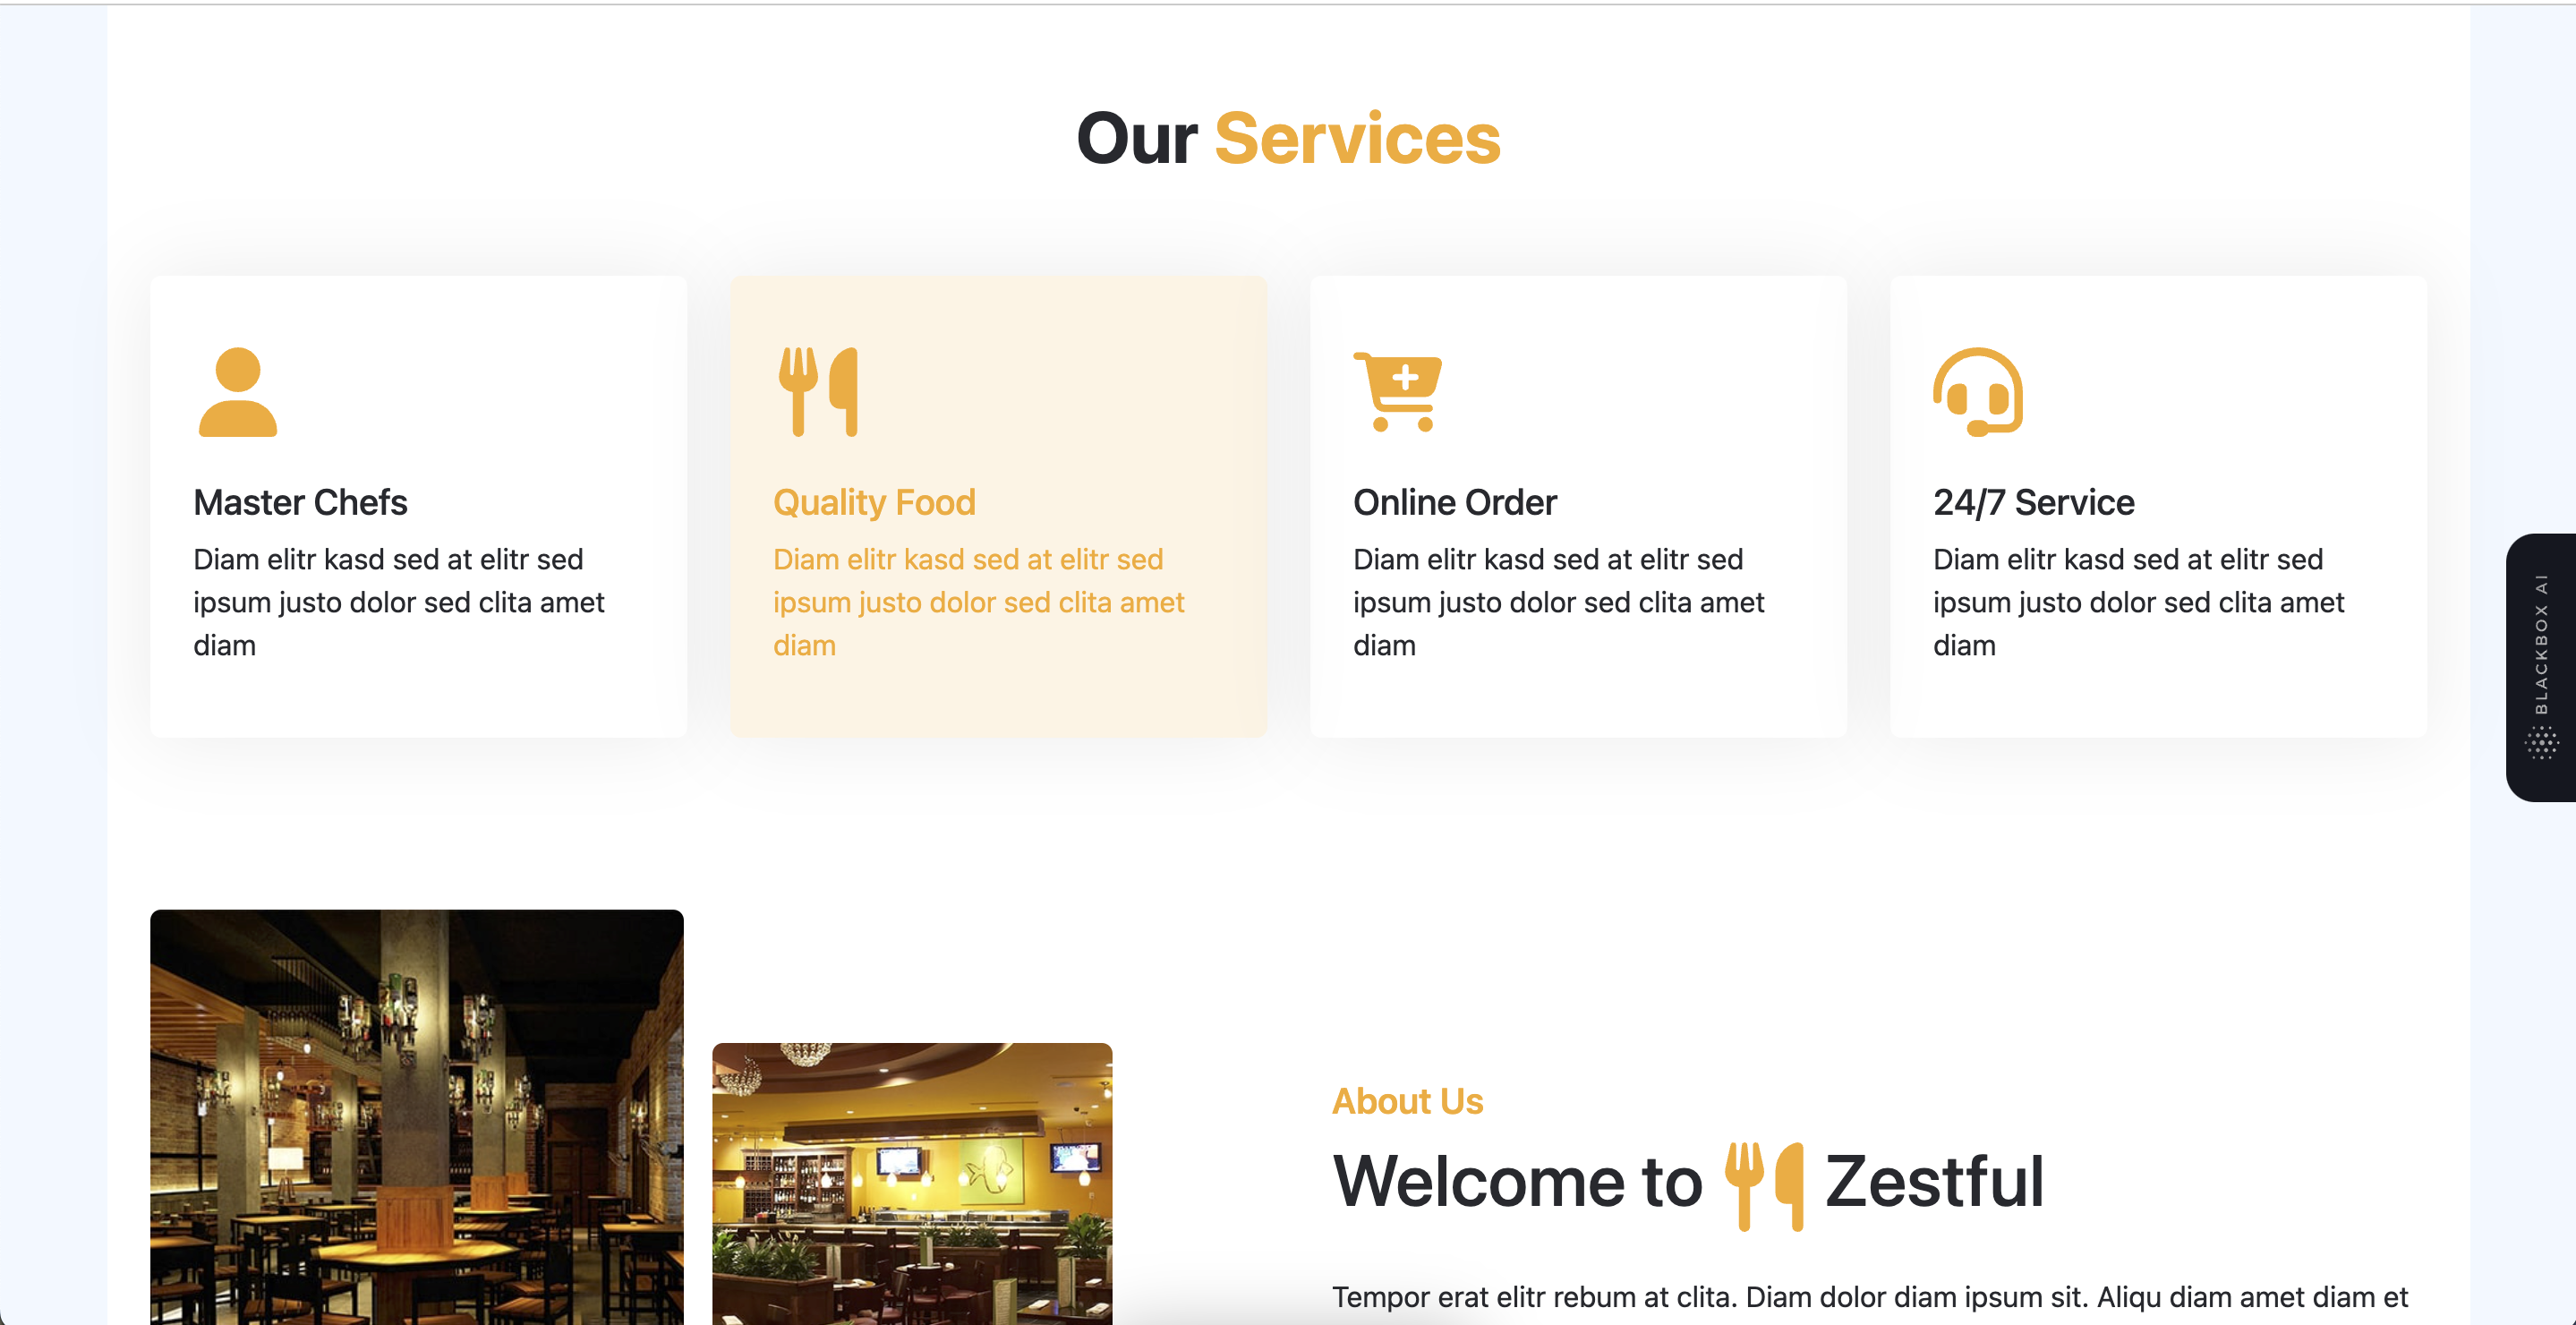 Our Services
Master Chefs
Diam elitr kasd sed at elitr sed
ipsum justo dolor sed clita amet
diam
Quality Food
Diam elitr kasd sed at elitr sed
ipsum justo dolor sed clita amet
diam
Online Order
Diam elitr kasd sed at elitr sed
ipsum justo dolor sed clita amet
diam
24/7 Service
Diam elitr kasd sed at elitr sed
ipsum justo dolor sed clita amet
diam
BLACKBOX AI
About Us
Welcome to Zestful
Tempor erat elitr rebum at clita. Diam dolor diam ipsum sit. Aliqu diam amet diam et